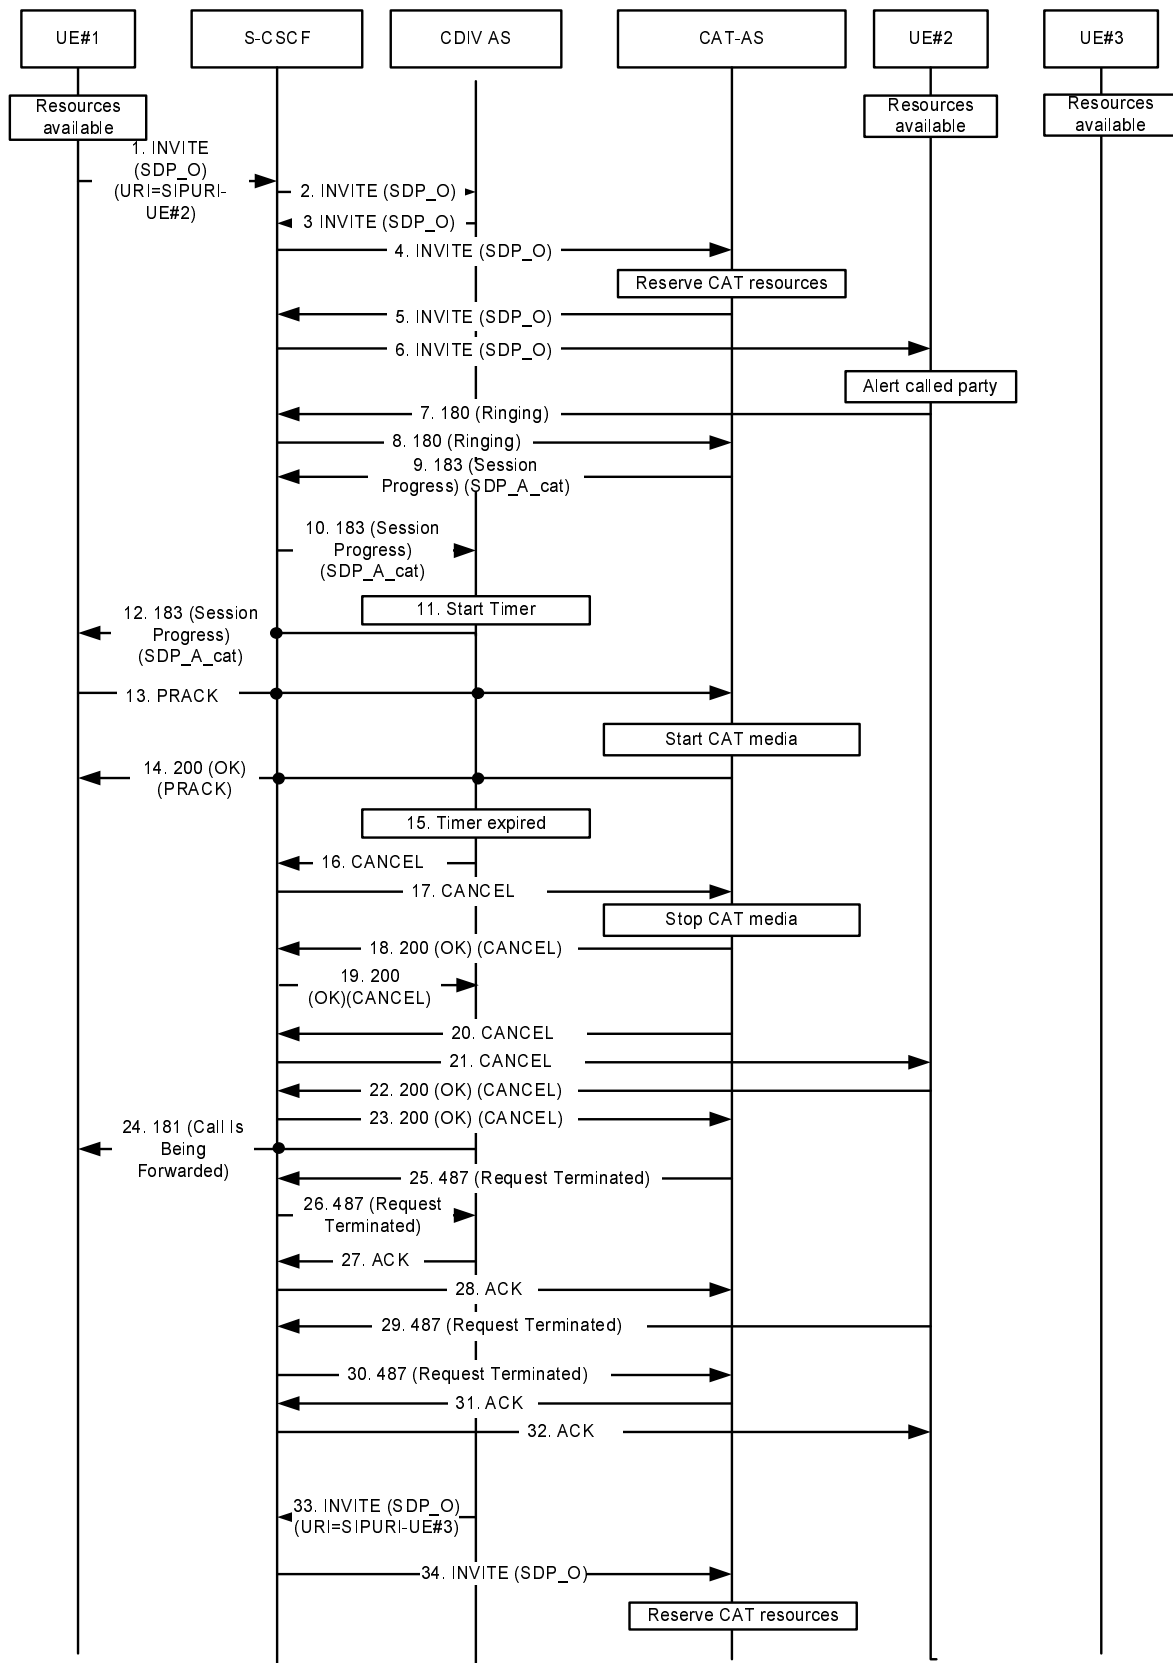 UE#1
S-CSCF
CDIV AS
CAT-AS
UE#2
UE#3
Resources
available
Resources
available
Resources
available
1. INVITE
(SDP_O)
(URI=SIPURI-
UE#2)
2. INVITE (SDP_O)
3 INVITE (SDP_O)
4. INVITE (SDP_O)
Reserve CAT resources
5. INVITE (SDP_O)
6. INVITE (SDP_O)
Alert called party
7. 180 (Ringing)
8. 180 (Ringing)
9. 183 (Session
Progress) (SDP_A_cat)
10. 183 (Session
Progress)
(SDP_A_cat)
11. Start Timer
12. 183 (Session
Progress)
(SDP_A_cat)
13. PRACK
Start CAT media
14. 200 (OK)
(PRACK)
15. Timer expired
16. CANCEL
17. CANCEL
Stop CAT media
18. 200 (OK) (CANCEL)
19. 200
(OK)(CANCEL)
20. CANCEL
21. CANCEL
22. 200 (OK) (CANCEL)
23. 200 (OK) (CANCEL)
24. 181 (Call Is
Being
Forwarded)
25. 487 (Request Terminated)
26. 487 (Request
Terminated)
27. ACK
28. ACK
29. 487 (Request Terminated)
30. 487 (Request Terminated)
31. ACK
32. ACK
33. INVITE (SDP_O)
(URI=SIPURI-UE#3)
34. INVITE (SDP_O)
Reserve CAT resources